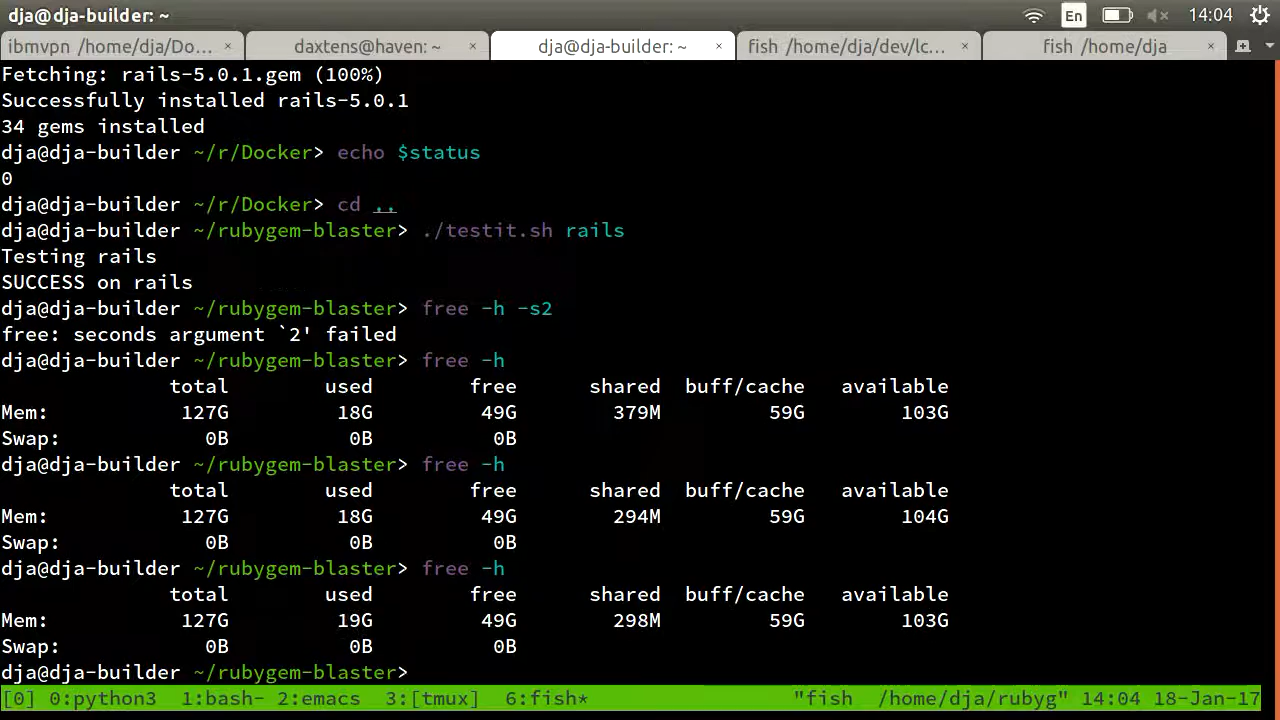 dja@dja-builder: ~
En
14:04
ibmvpn /home/dja/Do... ×
daxtens@haven: ~ ×
dja@dja-builder: ~ ×
fish /home/dja/dev/lc... ×
fish /home/dja ×
Fetching: rails-5.0.1.gem (100%)
Successfully installed rails-5.0.1
34 gems installed
dja@dja-builder ~/r/Docker> echo $status
0
dja@dja-builder ~/r/Docker> cd ..
dja@dja-builder ~/rubygem-blaster> ./testit.sh rails
Testing rails
SUCCESS on rails
dja@dja-builder ~/rubygem-blaster> free -h -s2
free: seconds argument `2' failed
dja@dja-builder ~/rubygem-blaster> free -h
total used free shared buff/cache available
Mem: 127G 18G 49G 379M 59G 103G
Swap: 0B 0B 0B
dja@dja-builder ~/rubygem-blaster> free -h
total used free shared buff/cache available
Mem: 127G 18G 49G 294M 59G 104G
Swap: 0B 0B 0B
dja@dja-builder ~/rubygem-blaster> free -h
total used free shared buff/cache available
Mem: 127G 19G 49G 298M 59G 103G
Swap: 0B 0B 0B
dja@dja-builder ~/rubygem-blaster>
[0] 0:python3 1:bash- 2:emacs 3:[tmux] 6:fish* "fish /home/dja/rubyg" 14:04 18-Jan-17